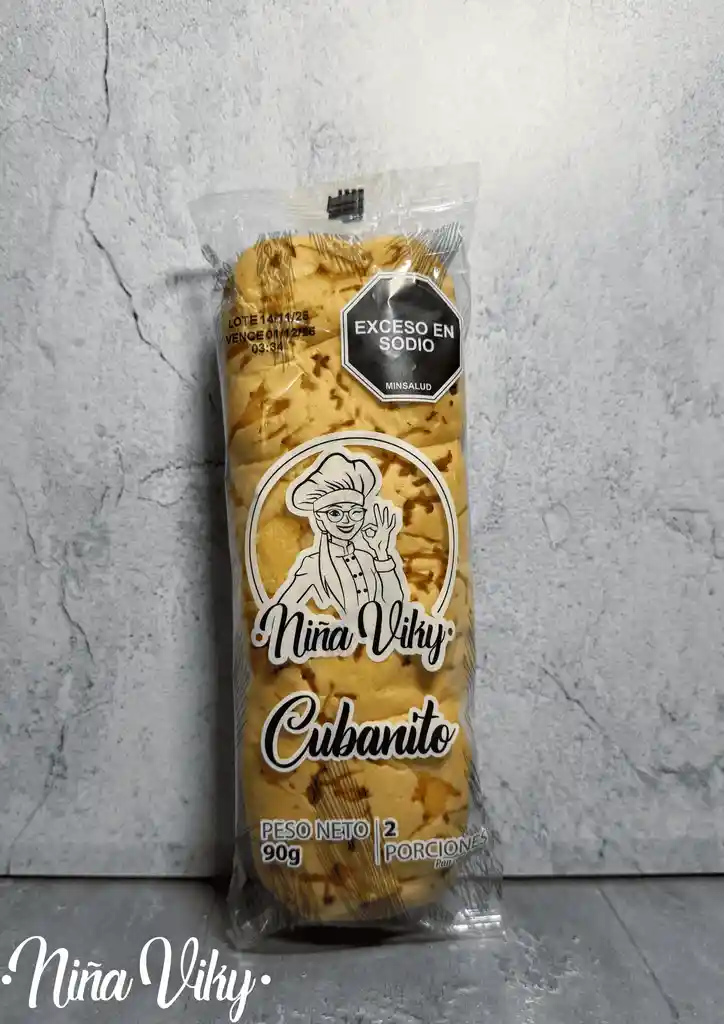 LOTE 14/11/25
VENCE 01/12/25
03:34
EXCESO EN
SODIO
MINSALUD
Niña Viky
Cubanito
PESO NETO
90g
2
PORCIONES
Niña Viky